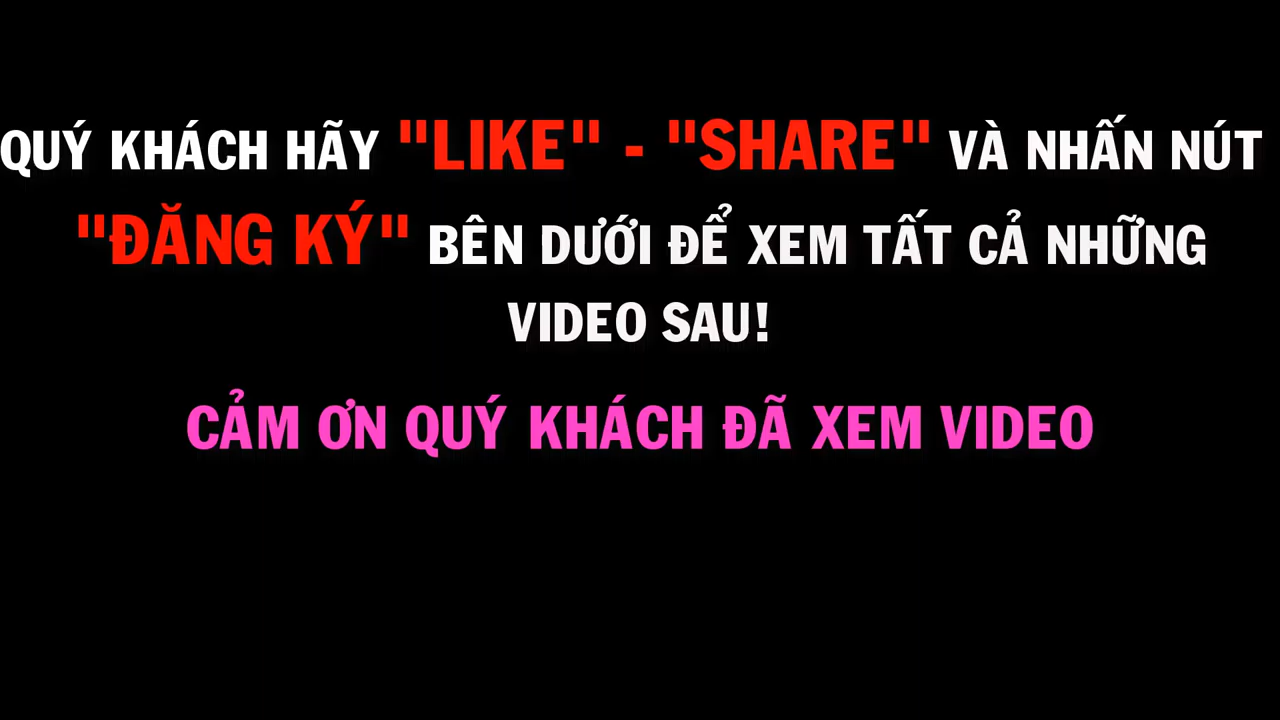 QUÝ KHÁCH HÃY "LIKE" - "SHARE" VÀ NHẤN NÚT
"ĐĂNG KÝ" BÊN DƯỚI ĐỂ XEM TẤT CẢ NHỮNG
VIDEO SAU!
CẢM ƠN QUÝ KHÁCH ĐÃ XEM VIDEO